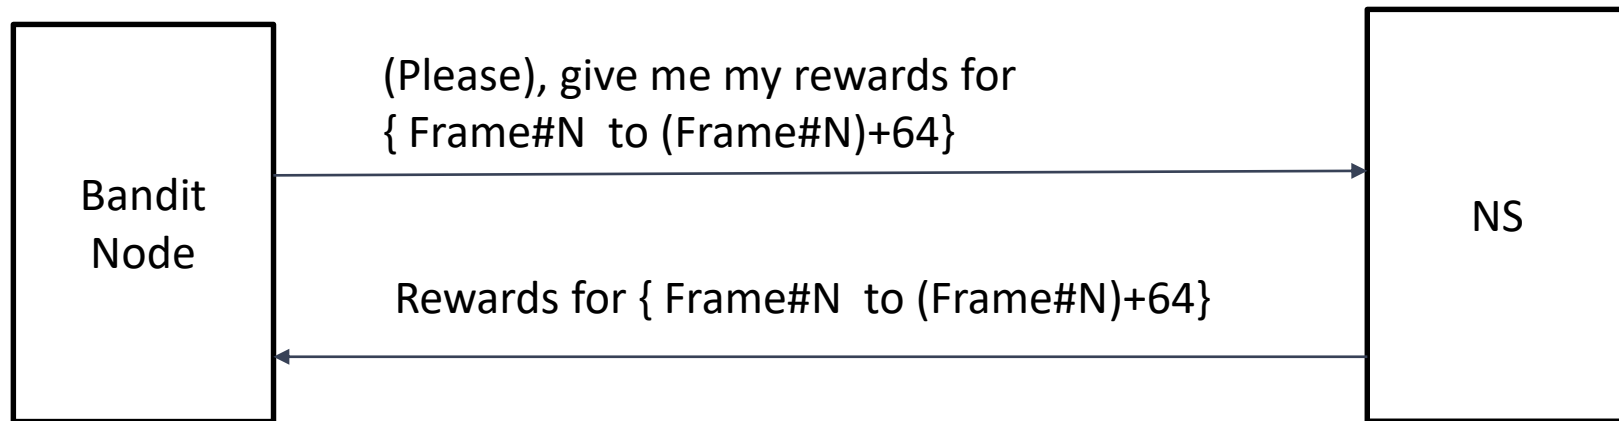 (Please), give me my rewards for
{ Frame#N  to (Frame#N)+64}
Bandit
Node
NS
Rewards for { Frame#N  to (Frame#N)+64}